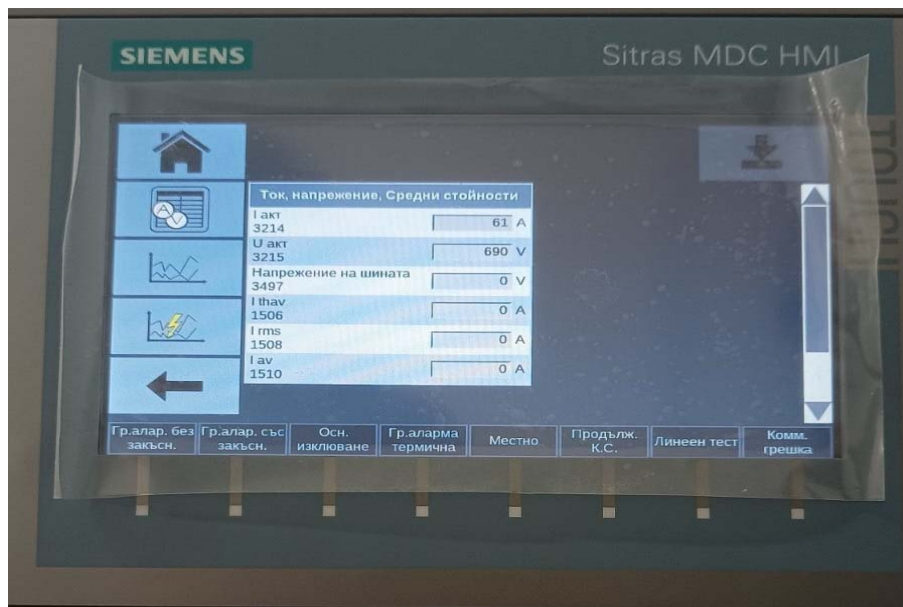 SIEMENS
Sitras MDC HMI
TOUCH
Ток, напрежение, Средни стойности
I акт
3214
61 A
U акт
3215
690 V
Напрежение на шината
3497
0 V
I thav
1506
0 A
I rms
1508
0 A
I av
1510
0 A
Гр.алар. без
закъсн.
Гр.алар. със
закъсн.
Осн.
изключване
Гр.аларма
термична
Местно
Продълж.
К.С.
Линеен тест
Комм.
грешка